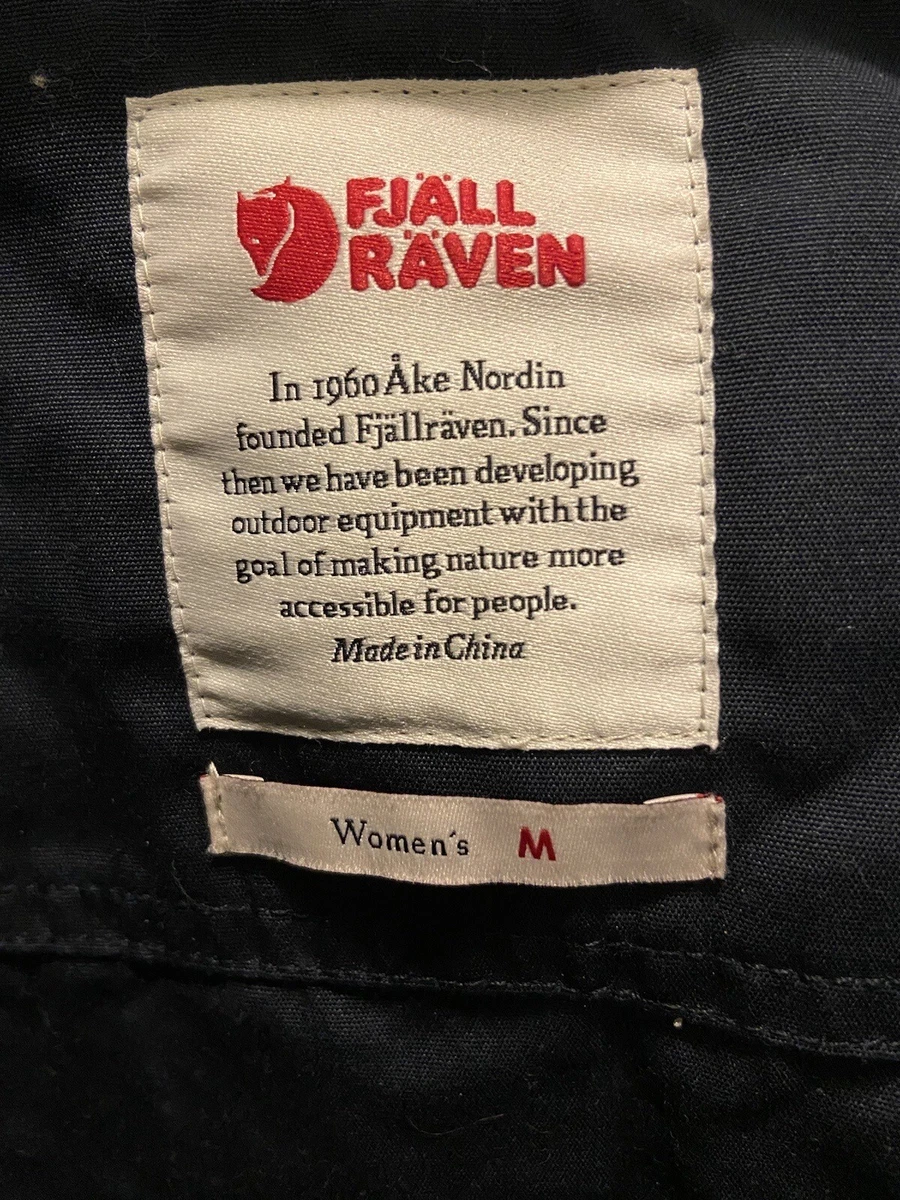 FJÄLL
RÄVEN
In 1960 Åke Nordin
founded Fjällräven. Since
then we have been developing
outdoor equipment with the
goal of making nature more
accessible for people.
Made in China
Women's M